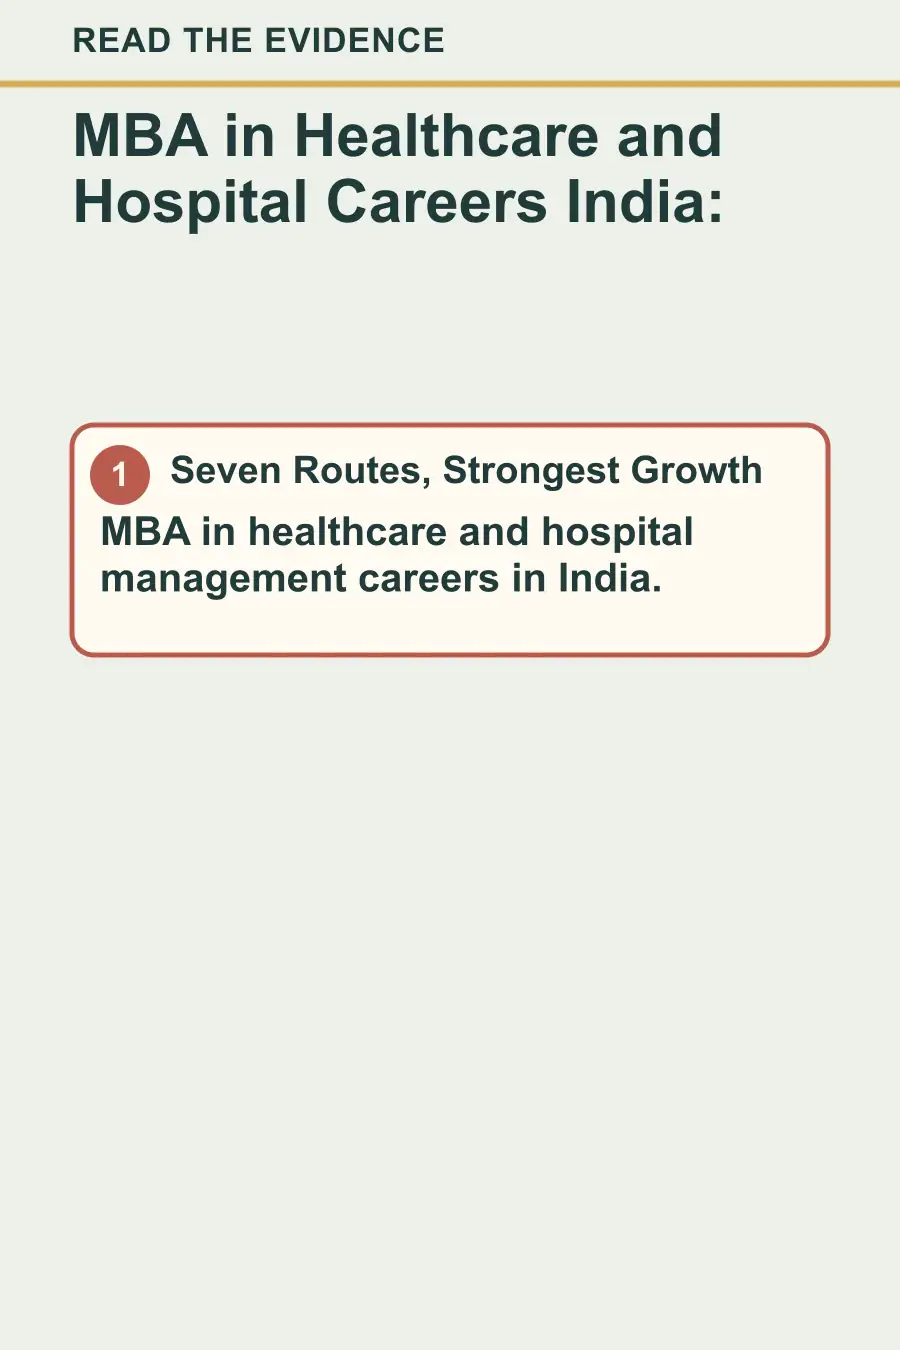 READ THE EVIDENCE
MBA in Healthcare and
Hospital Careers India:
1 Seven Routes, Strongest Growth
MBA in healthcare and hospital
management careers in India.